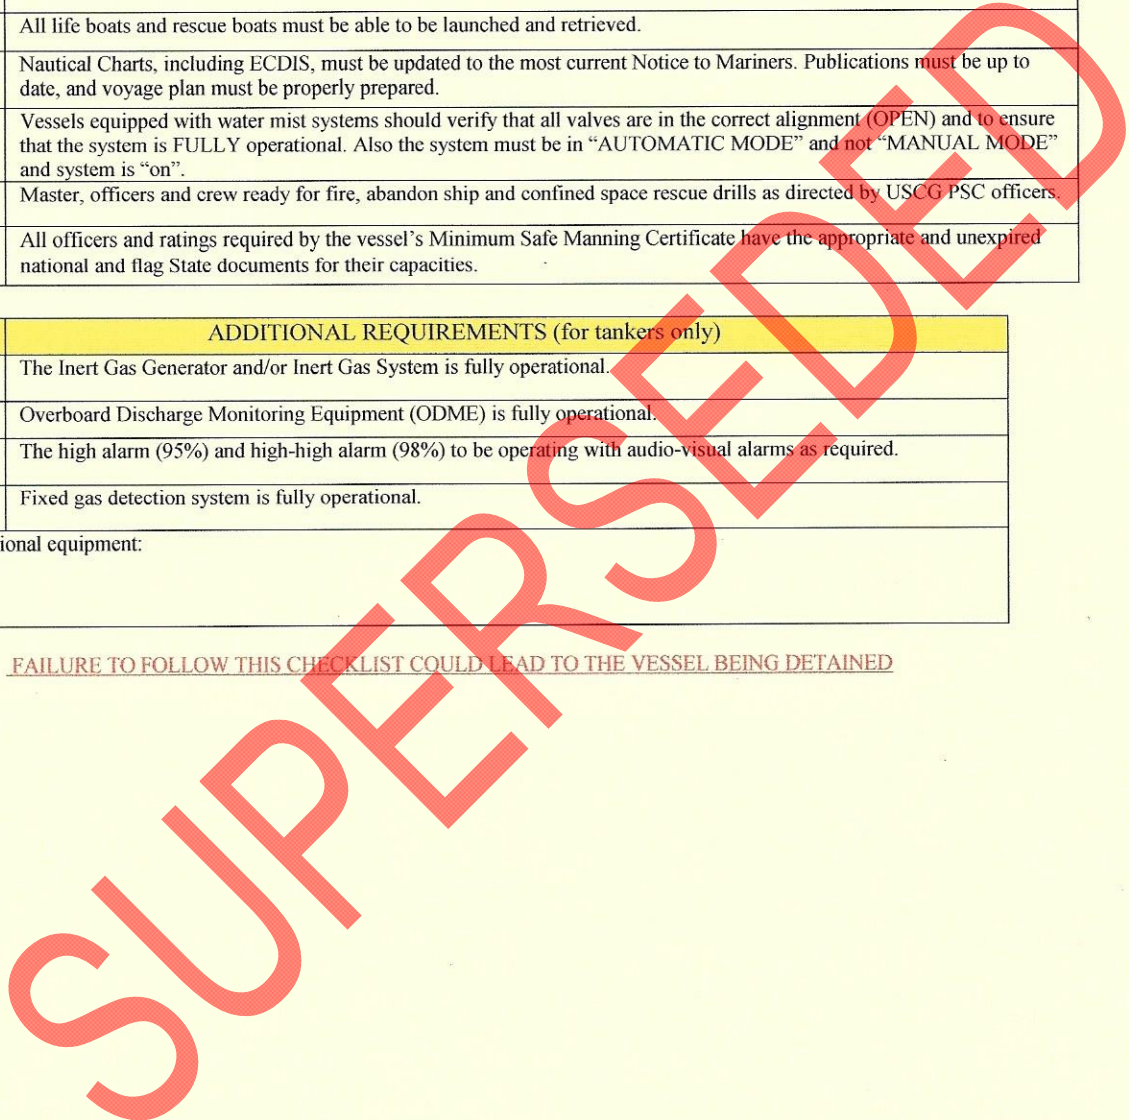 All life boats and rescue boats must be able to be launched and retrieved.
Nautical Charts, including ECDIS, must be updated to the most current Notice to Mariners. Publications must be up to
date, and voyage plan must be properly prepared.
Vessels equipped with water mist systems should verify that all valves are in the correct alignment (OPEN) and to ensure
that the system is FULLY operational. Also the system must be in “AUTOMATIC MODE” and not “MANUAL MODE”
and system is “on”.
Master, officers and crew ready for fire, abandon ship and confined space rescue drills as directed by USCG PSC officers.
All officers and ratings required by the vessel’s Minimum Safe Manning Certificate have the appropriate and unexpired
national and flag State documents for their capacities.
ADDITIONAL REQUIREMENTS (for tankers only)
The Inert Gas Generator and/or Inert Gas System is fully operational.
Overboard Discharge Monitoring Equipment (ODME) is fully operational.
The high alarm (95%) and high-high alarm (98%) to be operating with audio-visual alarms as required.
Fixed gas detection system is fully operational.
ional equipment:
FAILURE TO FOLLOW THIS CHECKLIST COULD LEAD TO THE VESSEL BEING DETAINED
SUPERSEDED